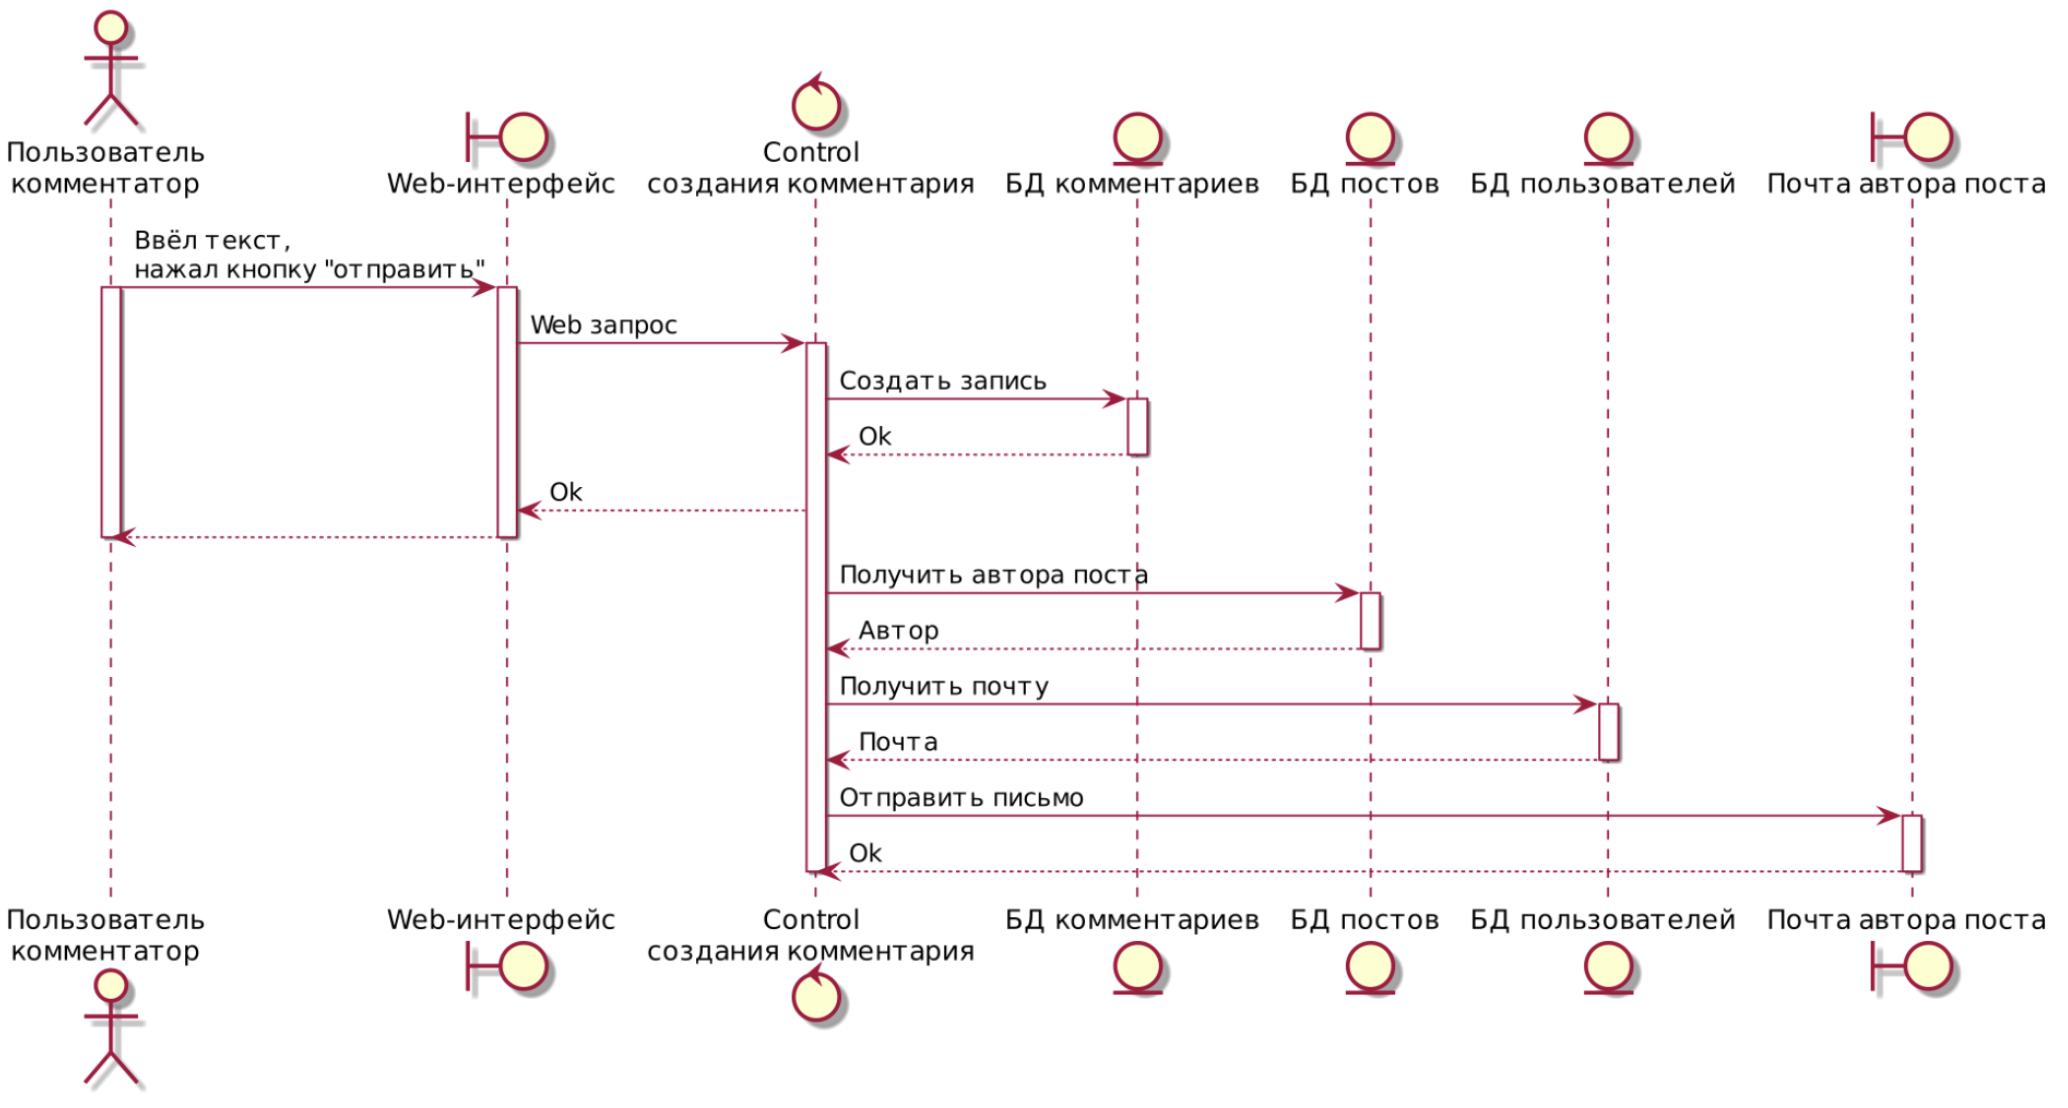 Пользователь
комментатор
Web-интерфейс
Control
создания комментария
БД комментариев
БД постов
БД пользователей
Почта автора поста
Ввёл текст,
нажал кнопку "отправить"
Web запрос
Создать запись
Ok
Ok
Получить автора поста
Автор
Получить почту
Почта
Отправить письмо
Ok
Пользователь
комментатор
Web-интерфейс
Control
создания комментария
БД комментариев
БД постов
БД пользователей
Почта автора поста